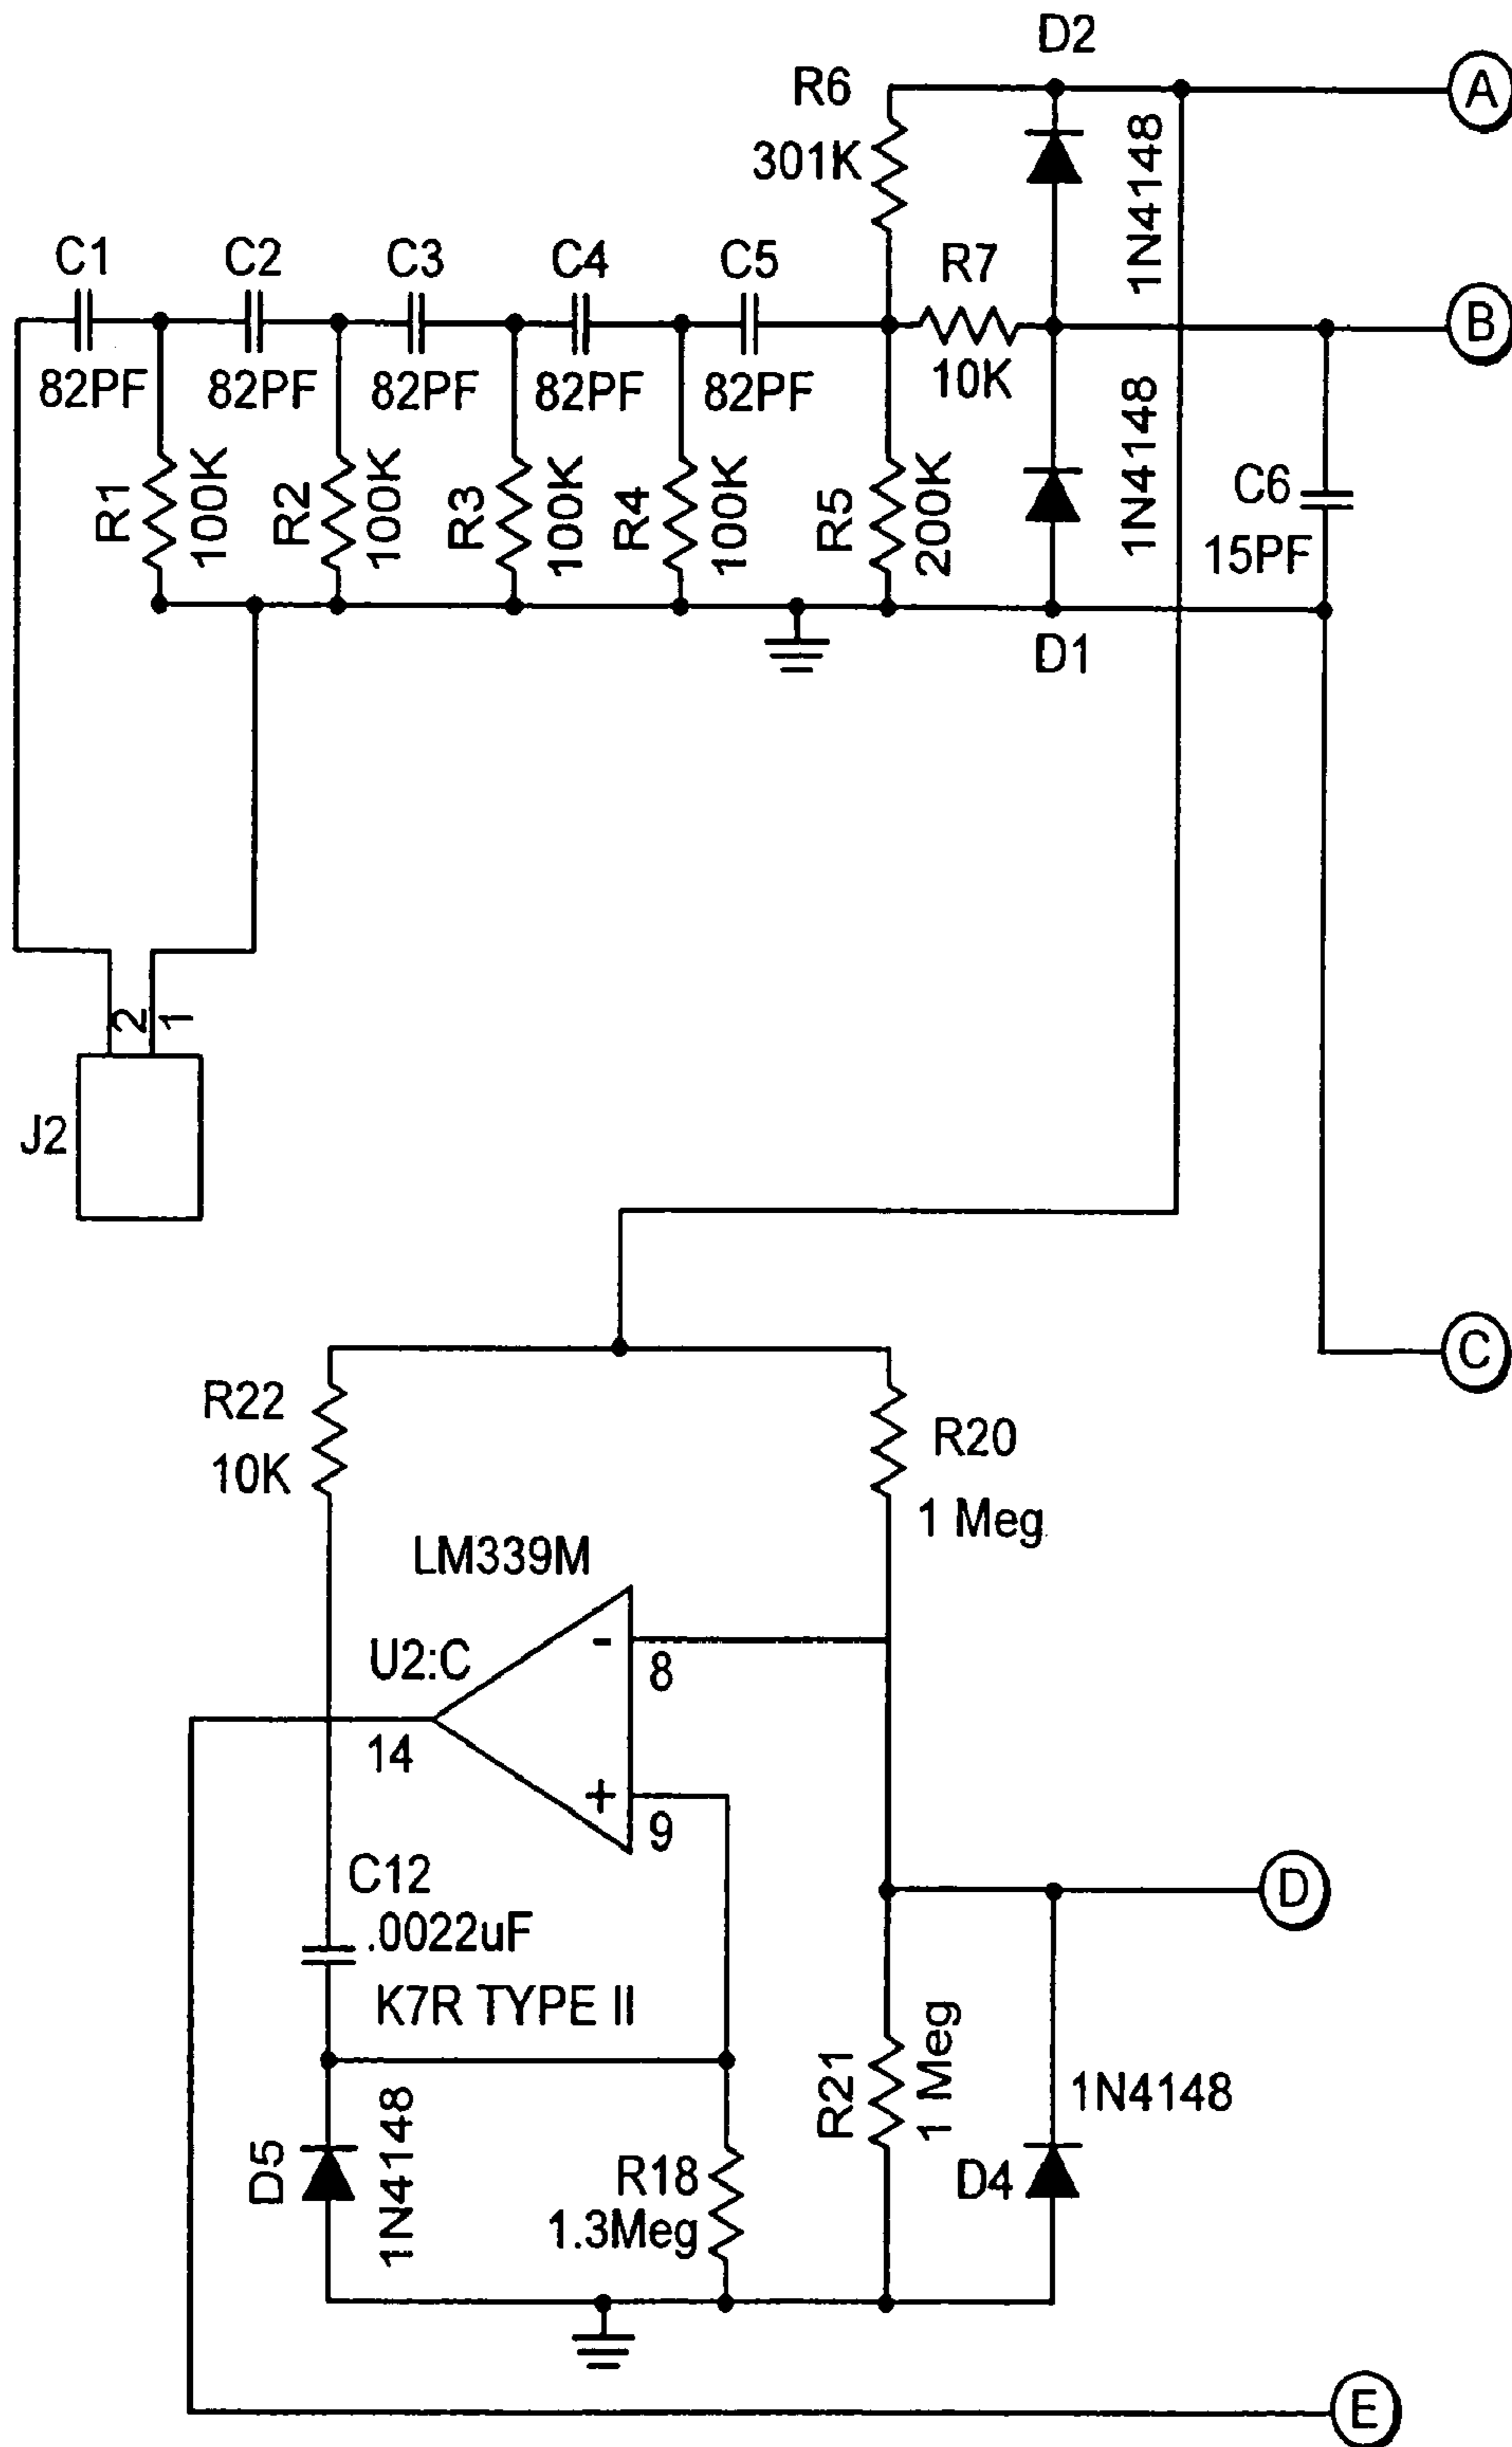 D2
A
R6
301K
1N4148
C1
C2
C3
C4
C5
R7
B
82PF
82PF
82PF
82PF
82PF
10K
R1
100K
R2
100K
R3
100K
R4
100K
R5
200K
1N4148
C6
15PF
D1
2
1
J2
C
R22
10K
R20
1 Meg
LM339M
U2:C
-
8
14
+
9
C12
.0022uF
D
K7R TYPE II
R21
1 Meg
1N4148
D5
1N4148
R18
1.3Meg
D4
E